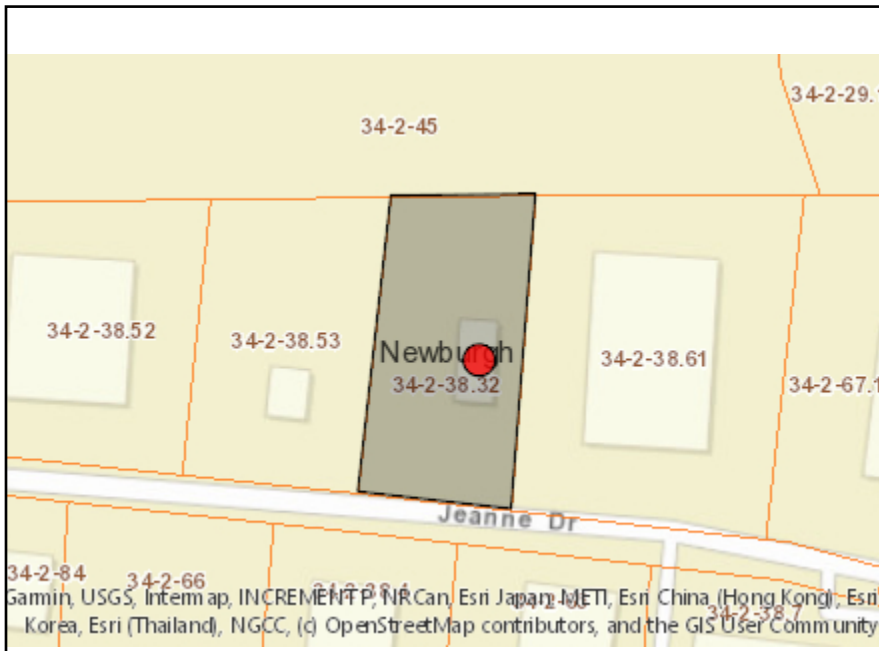 34-2-29.
34-2-45
34-2-38.52
34-2-38.53
Newburgh
34-2-38.32
34-2-38.61
34-2-67.1
Jeanne Dr
34-2-84
34-2-66
34-2-38.7
Garmin, USGS, Intermap, INCREMENT P, NRCan, Esri Japan, METI, Esri China (Hong Kong), Esri
Korea, Esri (Thailand), NGCC, (c) OpenStreetMap contributors, and the GIS User Community